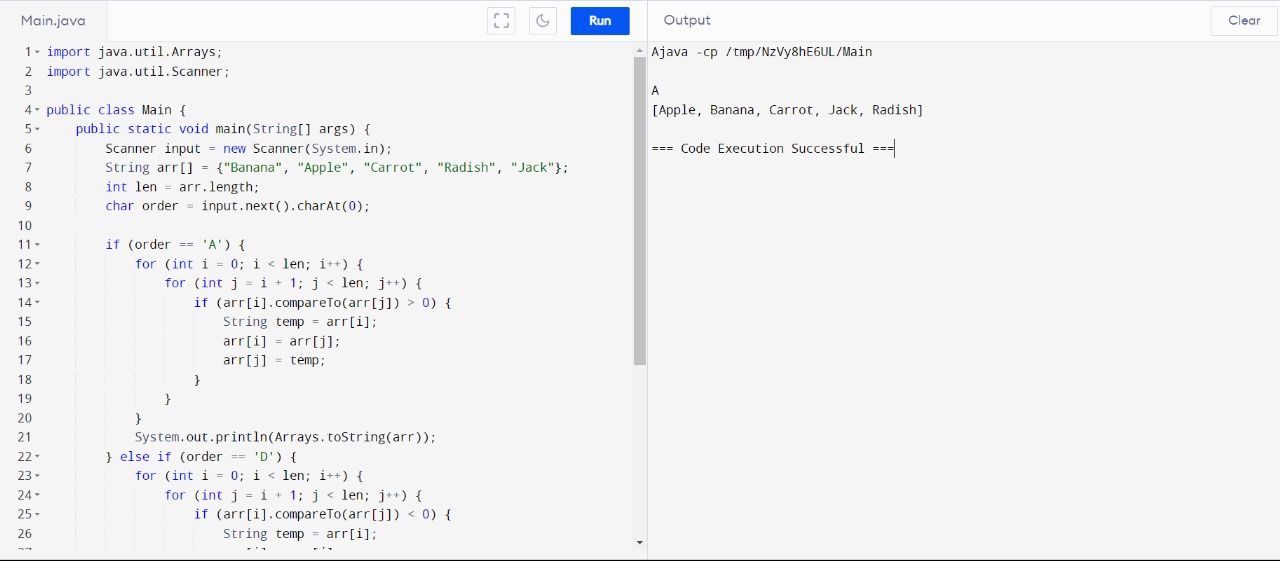 Main.java
Run
Output
Clear
1 import java.util.Arrays;
2 import java.util.Scanner;
3
4 public class Main {
5     public static void main(String[] args) {
6         Scanner input = new Scanner(System.in);
7         String arr[] = {"Banana", "Apple", "Carrot", "Radish", "Jack"};
8         int len = arr.length;
9         char order = input.next().charAt(0);
10
11         if (order == 'A') {
12             for (int i = 0; i < len; i++) {
13                 for (int j = i + 1; j < len; j++) {
14                     if (arr[i].compareTo(arr[j]) > 0) {
15                         String temp = arr[i];
16                         arr[i] = arr[j];
17                         arr[j] = temp;
18                     }
19                 }
20             }
21             System.out.println(Arrays.toString(arr));
22         } else if (order == 'D') {
23             for (int i = 0; i < len; i++) {
24                 for (int j = i + 1; j < len; j++) {
25                     if (arr[i].compareTo(arr[j]) < 0) {
26                         String temp = arr[i];
Ajava -cp /tmp/NzVy8hE6UL/Main
A
[Apple, Banana, Carrot, Jack, Radish]
=== Code Execution Successful ===